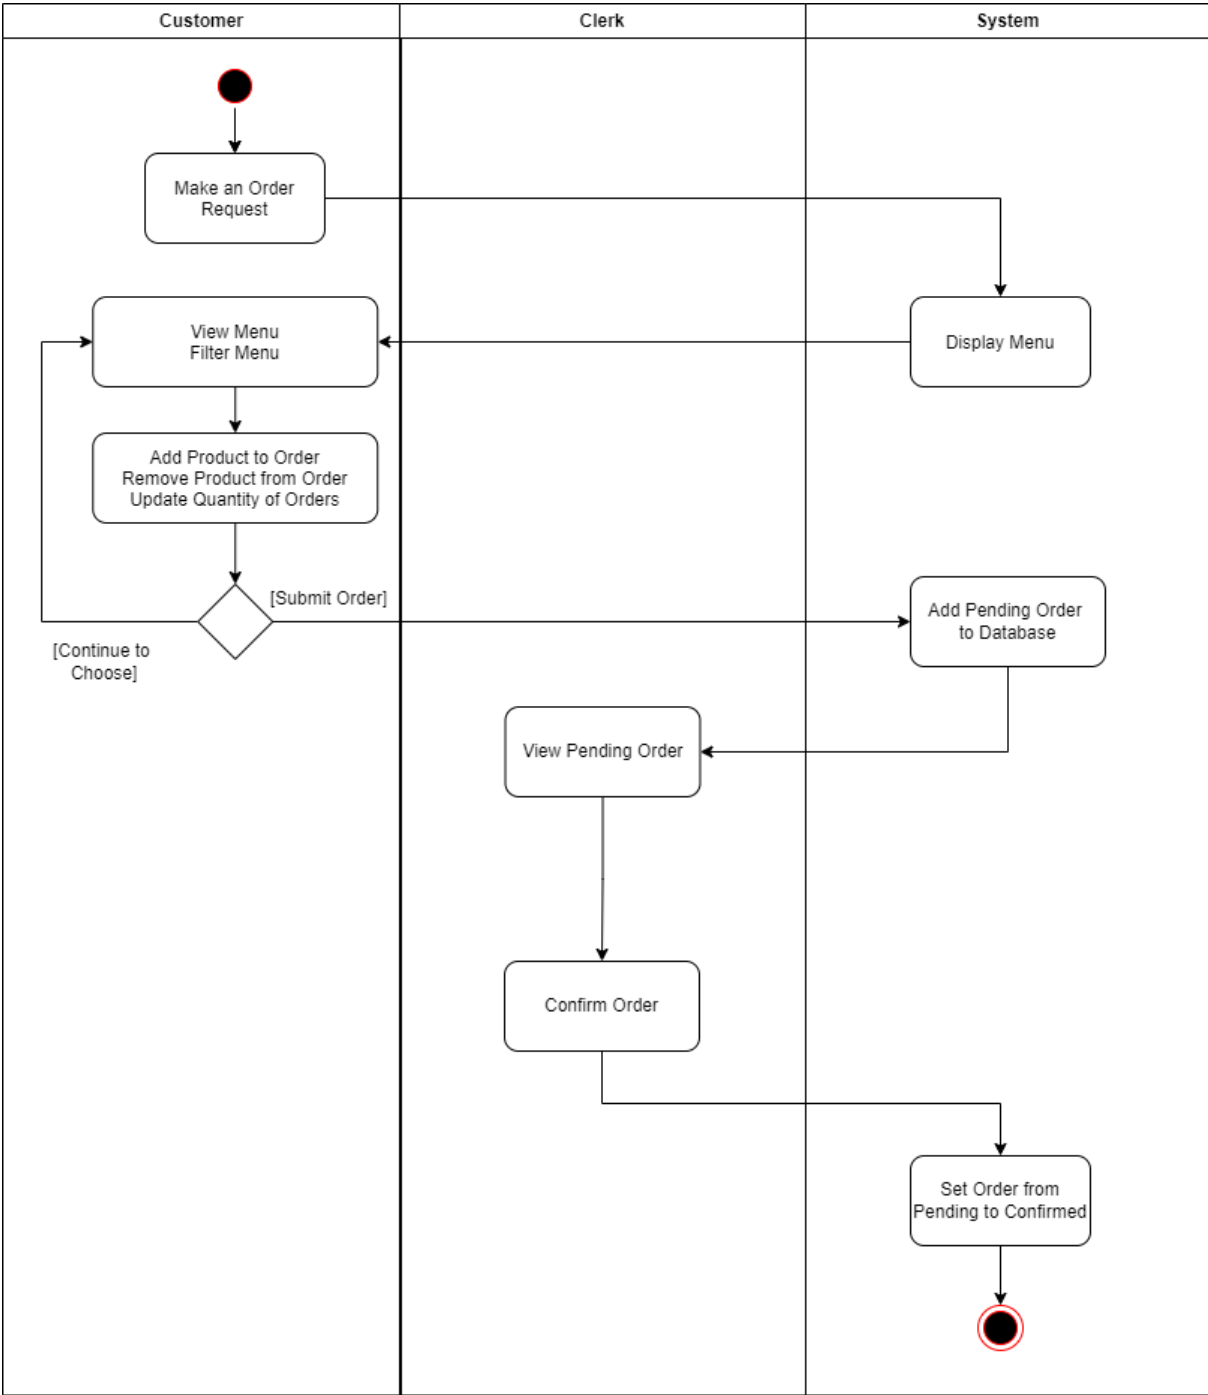 Customer
Clerk
System
Make an Order
Request
View Menu
Filter Menu
Display Menu
Add Product to Order
Remove Product from Order
Update Quantity of Orders
[Submit Order]
[Continue to
Choose]
Add Pending Order
to Database
View Pending Order
Confirm Order
Set Order from
Pending to Confirmed